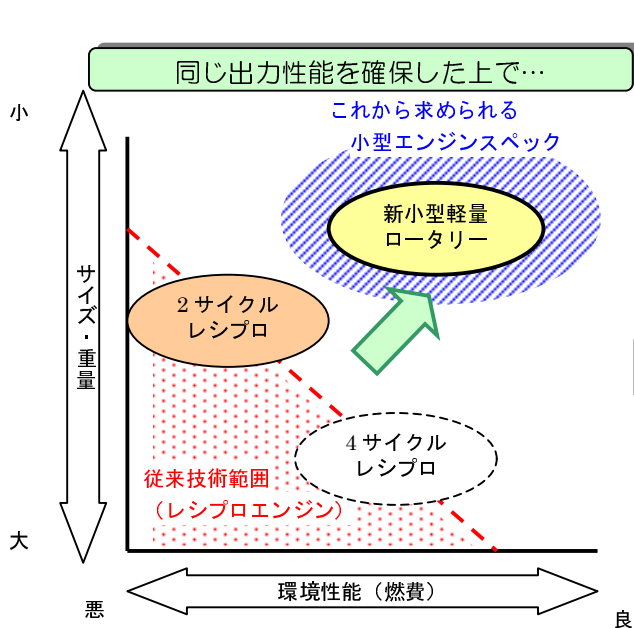 同じ出力性能を確保した上で…
小
これから求められる
小型エンジンスペック
新小型軽量
ロータリー
サイズ・重量
2サイクル
レシプロ
4サイクル
レシプロ
従来技術範囲
（レシプロエンジン）
大
環境性能（燃費）
悪
良